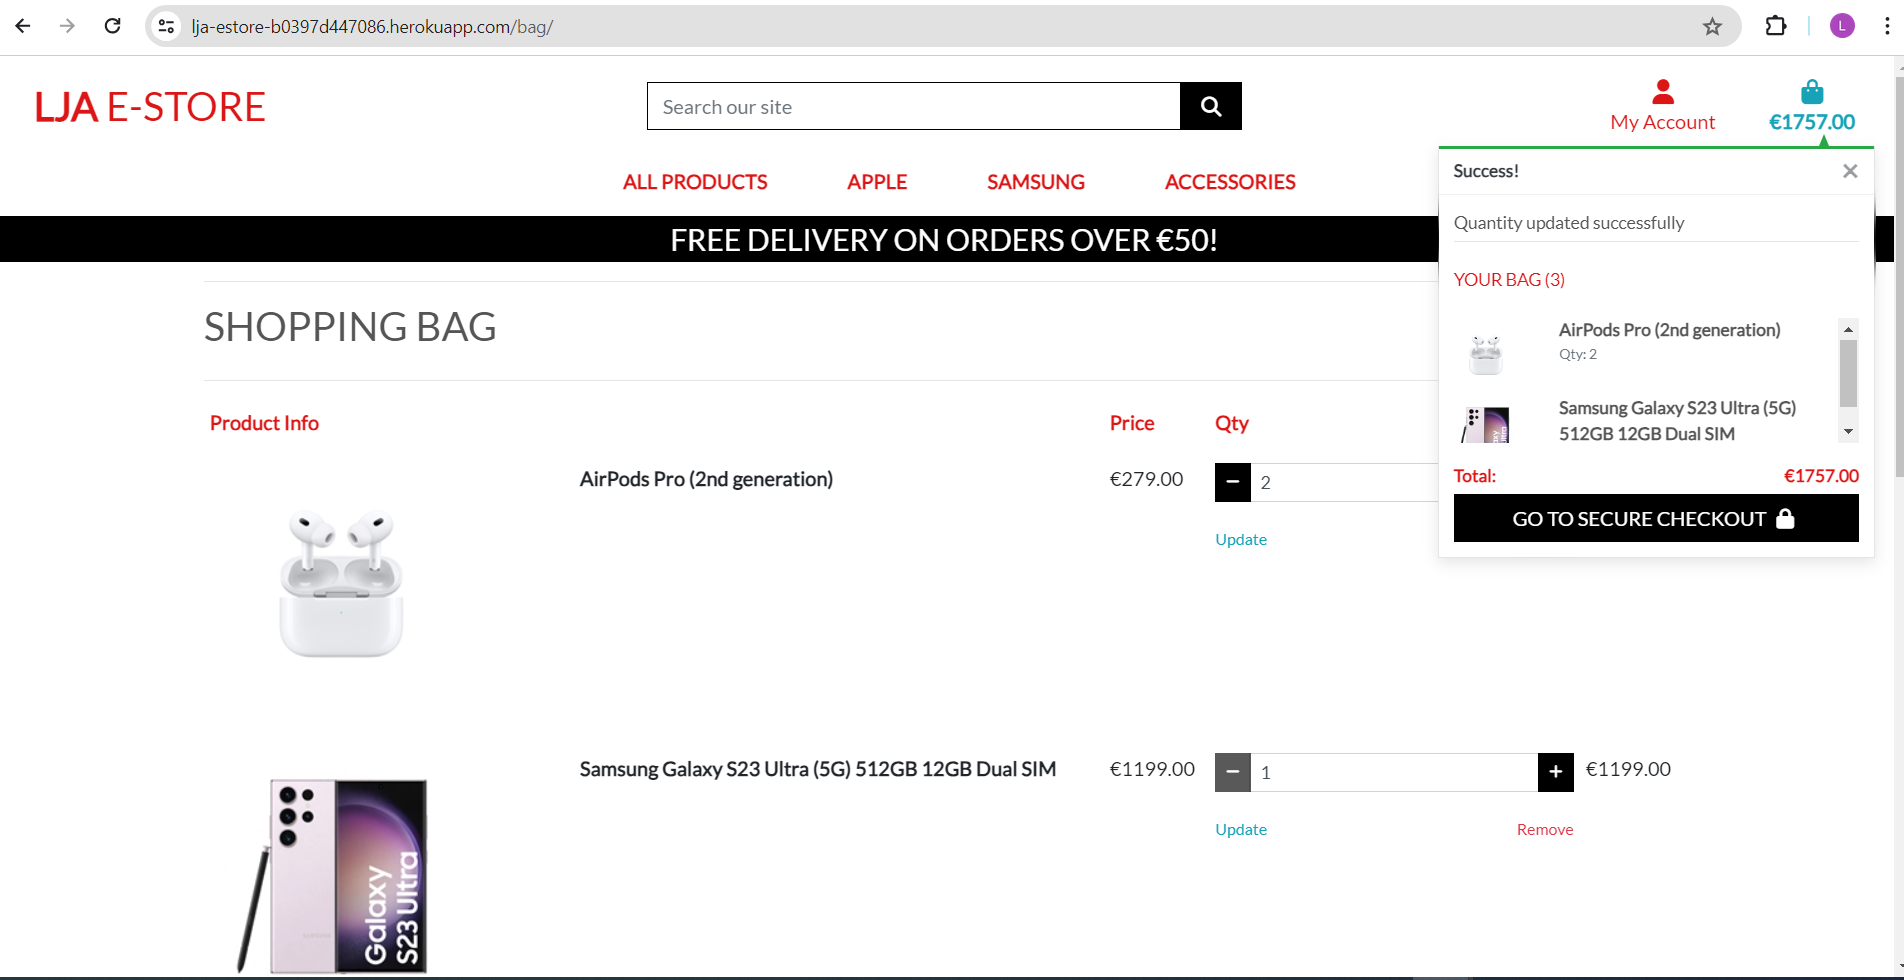 lja-estore-b0397d447086.herokuapp.com/bag/
L
LJA E-STORE
Search our site
My Account
€1757.00
ALL PRODUCTS
APPLE
SAMSUNG
ACCESSORIES
FREE DELIVERY ON ORDERS OVER €50!
Success!
Quantity updated successfully
YOUR BAG (3)
AirPods Pro (2nd generation)
Qty: 2
Samsung Galaxy S23 Ultra (5G)
512GB 12GB Dual SIM
Total: €1757.00
GO TO SECURE CHECKOUT
SHOPPING BAG
Product Info Price Qty
AirPods Pro (2nd generation) €279.00 2
Update
Samsung Galaxy S23 Ultra (5G) 512GB 12GB Dual SIM €1199.00 1 €1199.00
Update Remove
Galaxy
S23 Ultra